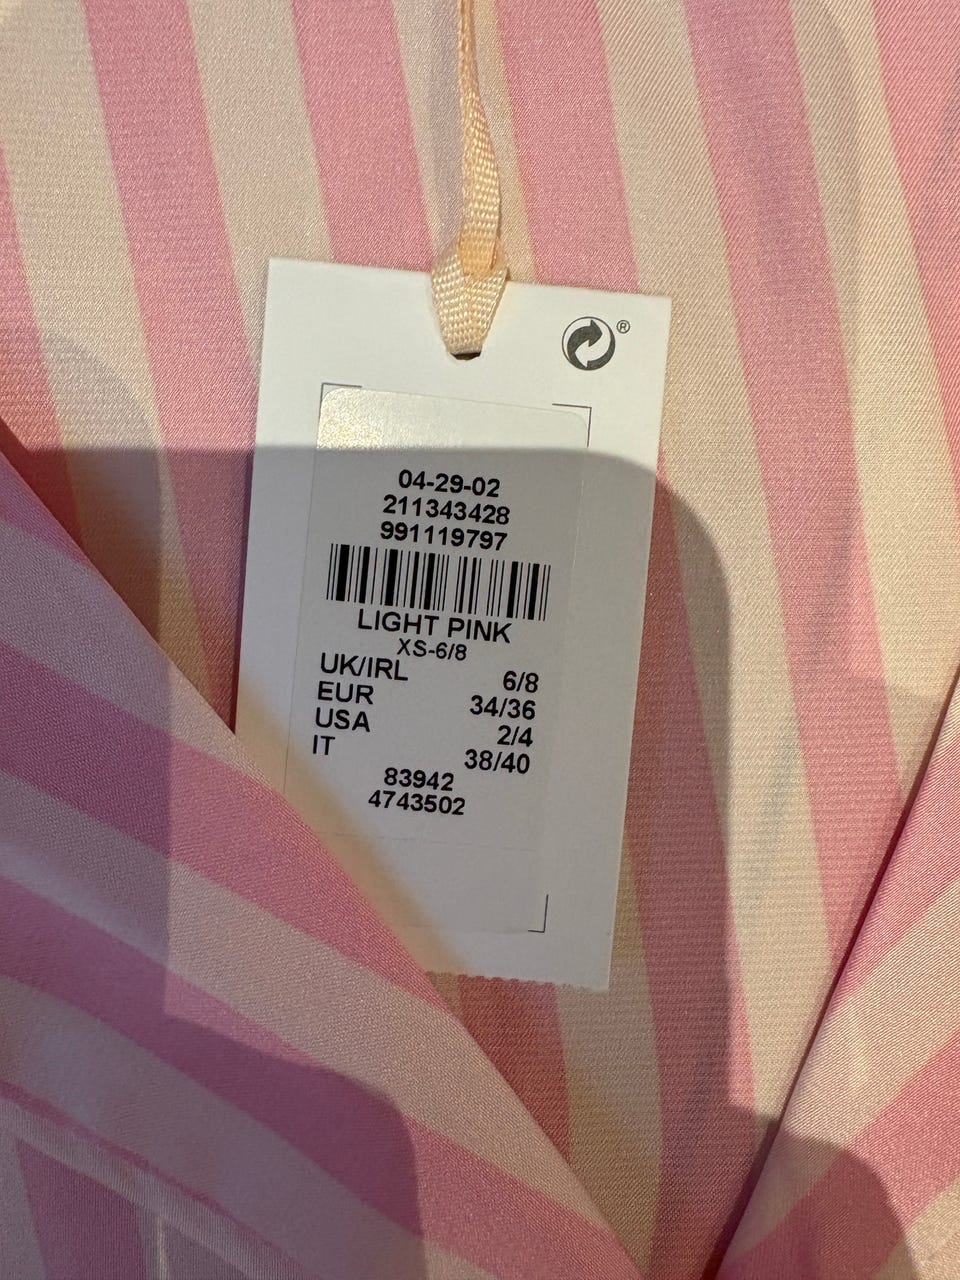 ®
04-29-02
211343428
991119797
LIGHT PINK
XS-6/8
UK/IRL 6/8
EUR 34/36
USA 2/4
IT 38/40
83942
4743502